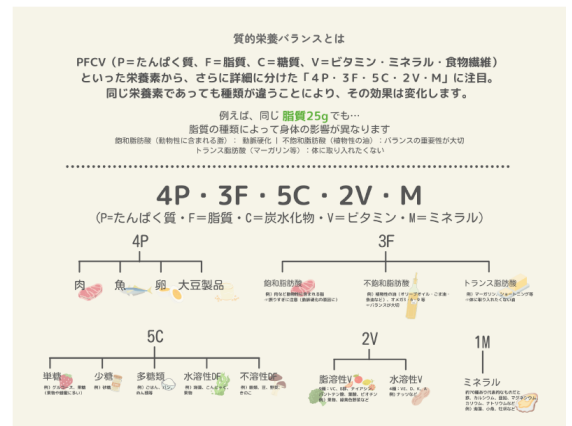 質的栄養バランスとは
PFCV（P＝たんぱく質、F＝脂質、C＝糖質、V＝ビタミン・ミネラル・食物繊維）
といった栄養素から、さらに詳細に分けた「４P・３F・５C・２V・M」に注目。
同じ栄養素であっても種類が違うことにより、その効果は変化します。
例えば、同じ 脂質25gでも…
脂質の種類によって身体の影響が異なります
飽和脂肪酸（動物性に含まれる脂）： 動脈硬化 | 不飽和脂肪酸（植物性の油）：バランスの重要性が大切
トランス脂肪酸（マーガリン等）：体に取り入れたくない
4P・3F・5C・2V・M
（P=たんぱく質・F＝脂質・C＝炭水化物・V＝ビタミン・M＝ミネラル）
4P
肉 魚 卵 大豆製品
3F
飽和脂肪酸
不飽和脂肪酸
トランス脂肪酸
5C
単糖
少糖
多糖類
水溶性DF
不溶性DF
2V
脂溶性V
水溶性V
1M
ミネラル